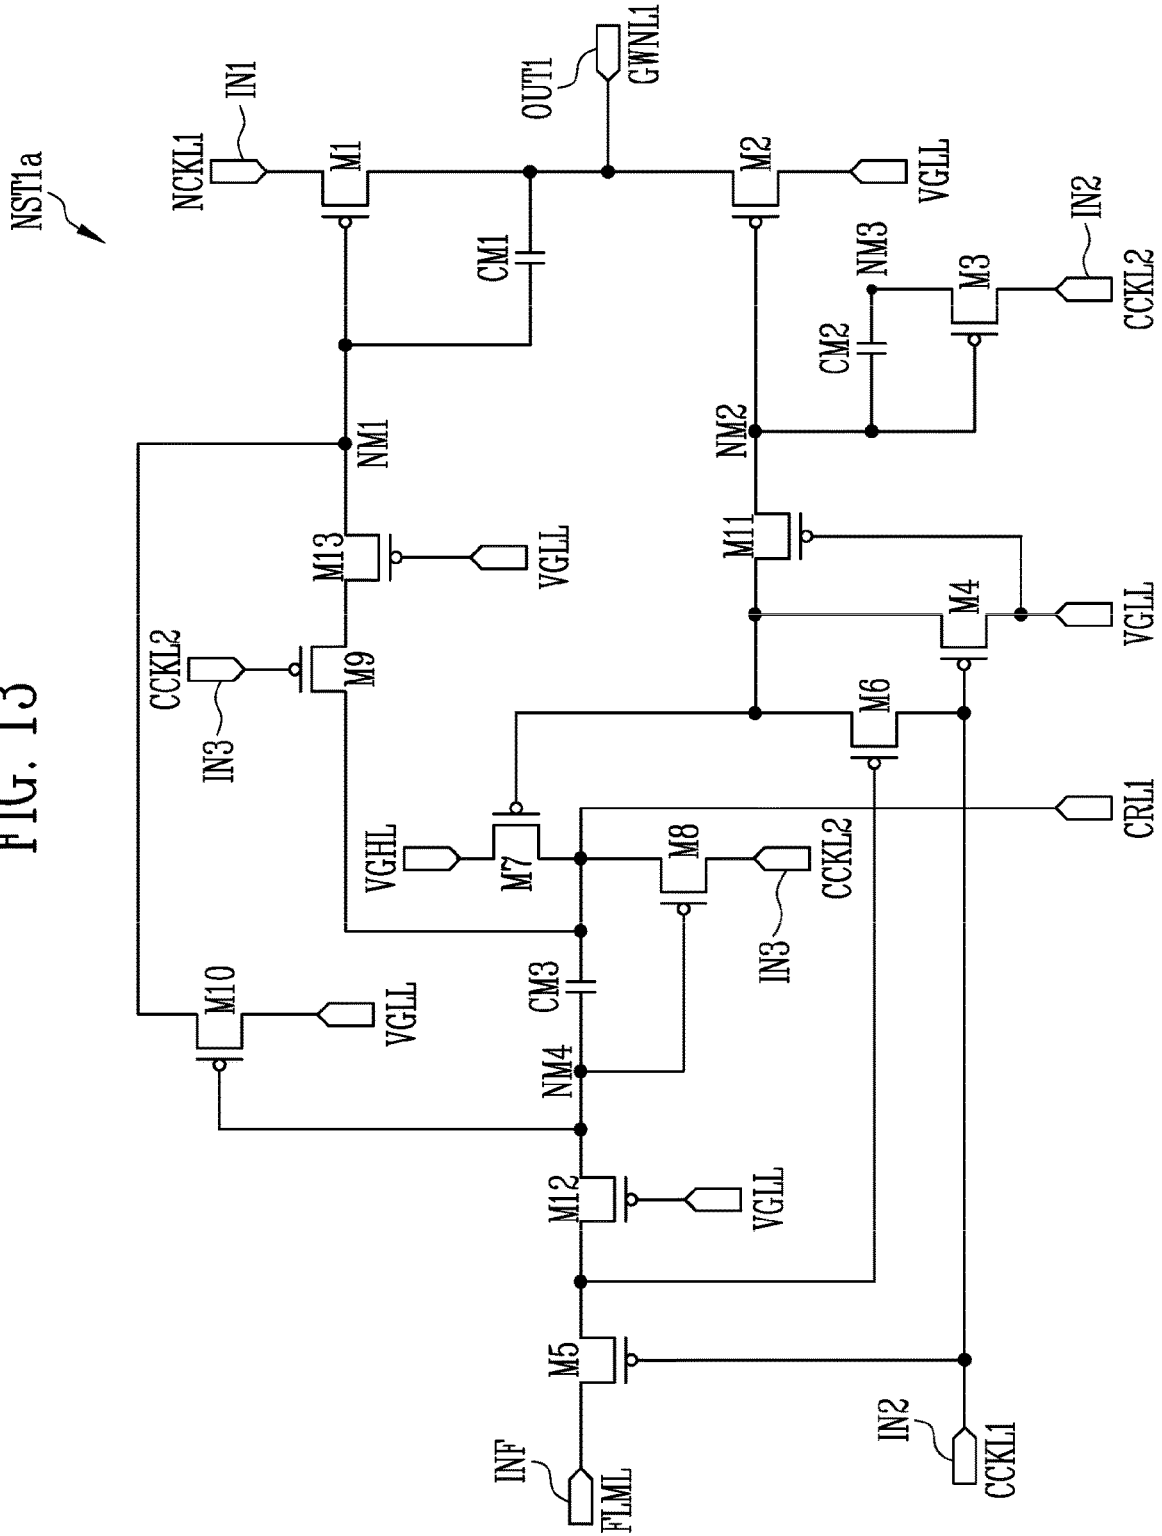 FIG. 13
NST1a
NCKL1
IN1
M1
OUT1
GWNL1
CM1
M2
VGLL
NM1
NM2
CM2
NM3
M3
IN2
CCKL2
M13
VGLL
M11
CCKL2
IN3
M9
M4
VGLL
M6
VGHL
M7
M8
CCKL2
IN3
CRL1
M10
VGLL
CM3
NM4
M12
VGLL
M5
INF
FLML
IN2
CCKL1